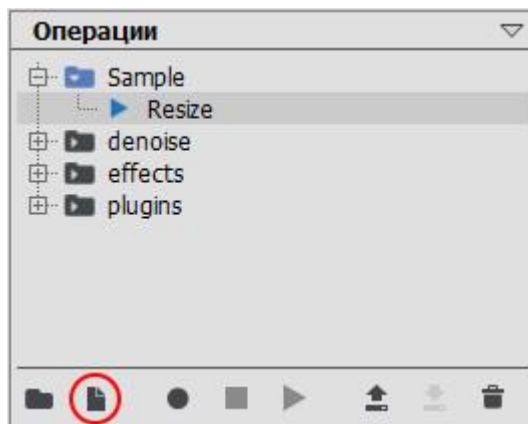 Операции
Sample
Resize
denoise
effects
plugins